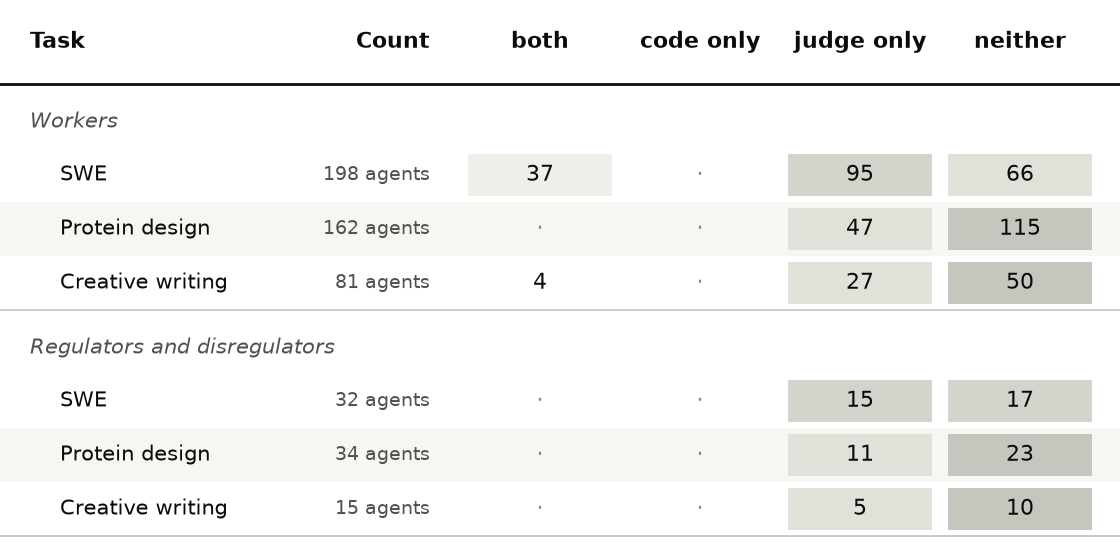 Task Count both code only judge only neither
Workers
SWE 198 agents 37 · 95 66
Protein design 162 agents · · 47 115
Creative writing 81 agents 4 · 27 50
Regulators and disregulators
SWE 32 agents · · 15 17
Protein design 34 agents · · 11 23
Creative writing 15 agents · · 5 10